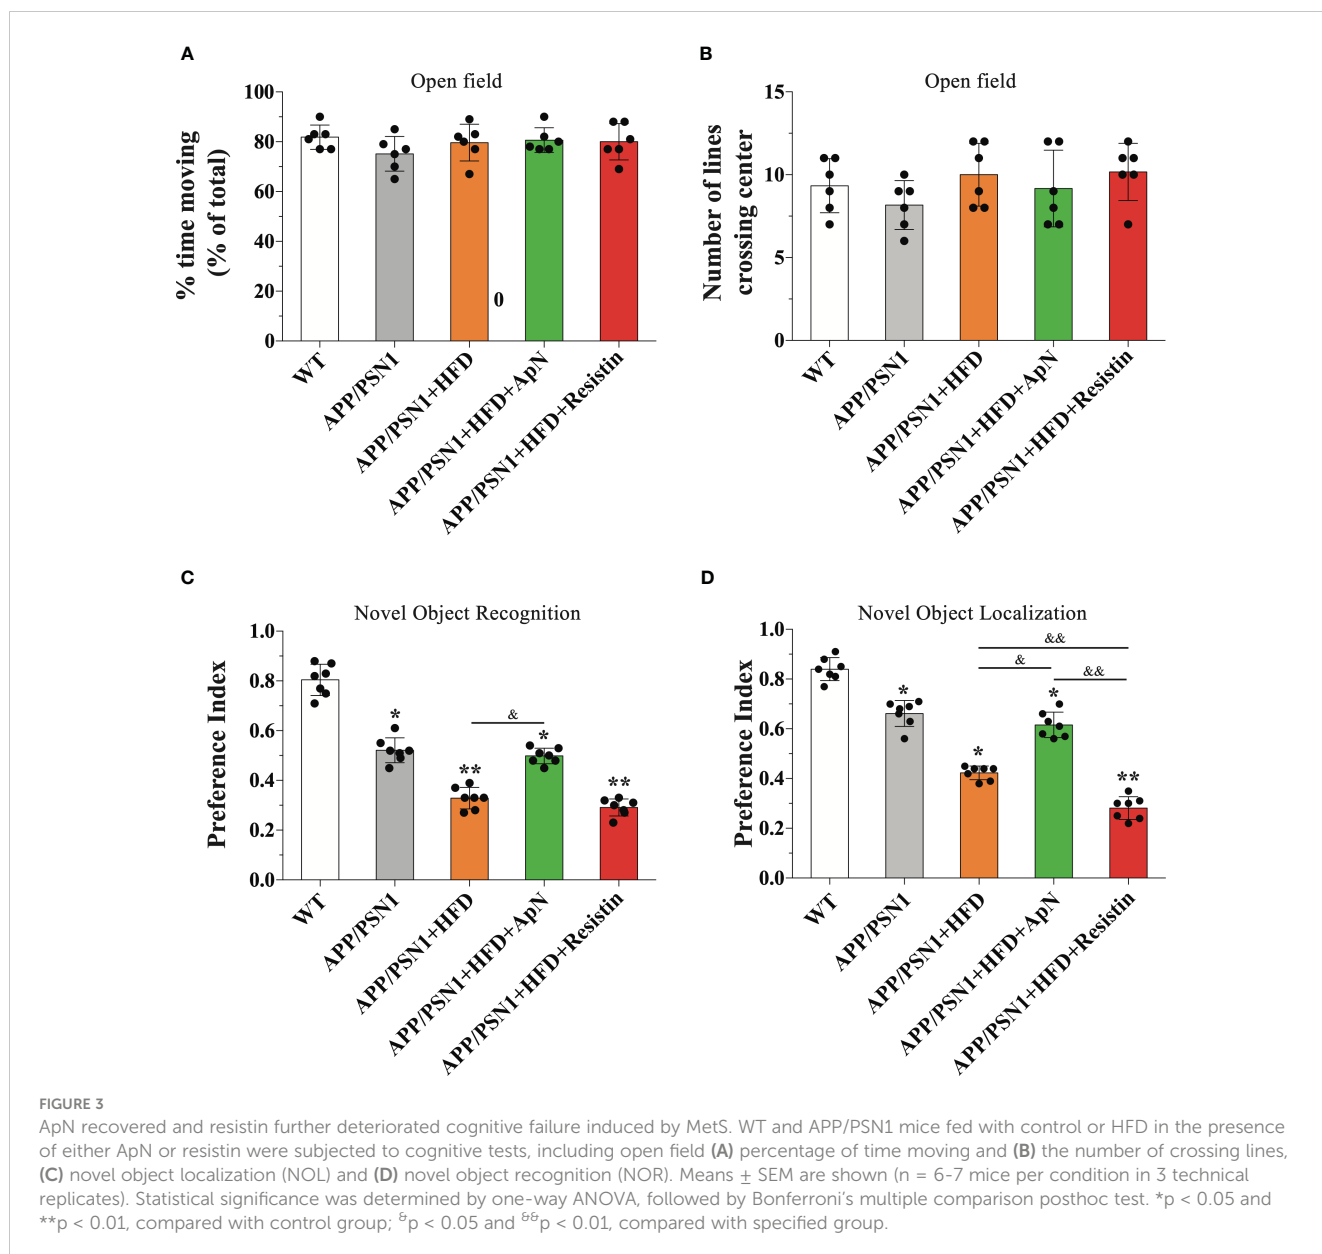 A
Open field
% time moving
(% of total)
100
80
60
40
20
0
0
WT
APP/PSN1
APP/PSN1+HFD
APP/PSN1+HFD+ApN
APP/PSN1+HFD+Resistin
B
Open field
Number of lines
crossing center
15
10
5
0
WT
APP/PSN1
APP/PSN1+HFD
APP/PSN1+HFD+ApN
APP/PSN1+HFD+Resistin
C
Novel Object Recognition
Preference Index
1.0
0.8
0.6
0.4
0.2
0.0
*
**
&
*
**
WT
APP/PSN1
APP/PSN1+HFD
APP/PSN1+HFD+ApN
APP/PSN1+HFD+Resistin
D
Novel Object Localization
Preference Index
1.0
0.8
0.6
0.4
0.2
0.0
&&
&
&&
*
*
*
**
WT
APP/PSN1
APP/PSN1+HFD
APP/PSN1+HFD+ApN
APP/PSN1+HFD+Resistin
FIGURE 3
ApN recovered and resistin further deteriorated cognitive failure induced by MetS. WT and APP/PSN1 mice fed with control or HFD in the presence
of either ApN or resistin were subjected to cognitive tests, including open field (A) percentage of time moving and (B) the number of crossing lines,
(C) novel object localization (NOL) and (D) novel object recognition (NOR). Means ± SEM are shown (n = 6-7 mice per condition in 3 technical
replicates). Statistical significance was determined by one-way ANOVA, followed by Bonferroni's multiple comparison posthoc test. *p < 0.05 and
**p < 0.01, compared with control group; &p < 0.05 and &&p < 0.01, compared with specified group.